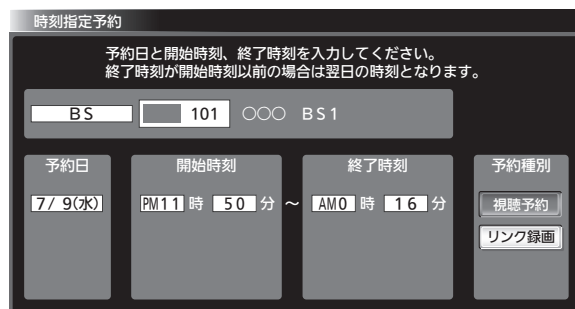 時刻指定予約
予約日と開始時刻、終了時刻を入力してください。
終了時刻が開始時刻以前の場合は翌日の時刻となります。
BS 101 ○○○ BS1
予約日 開始時刻 終了時刻 予約種別
7/ 9(水) PM11 時 50 分 ～ AM0 時 16 分 視聴予約
リンク録画